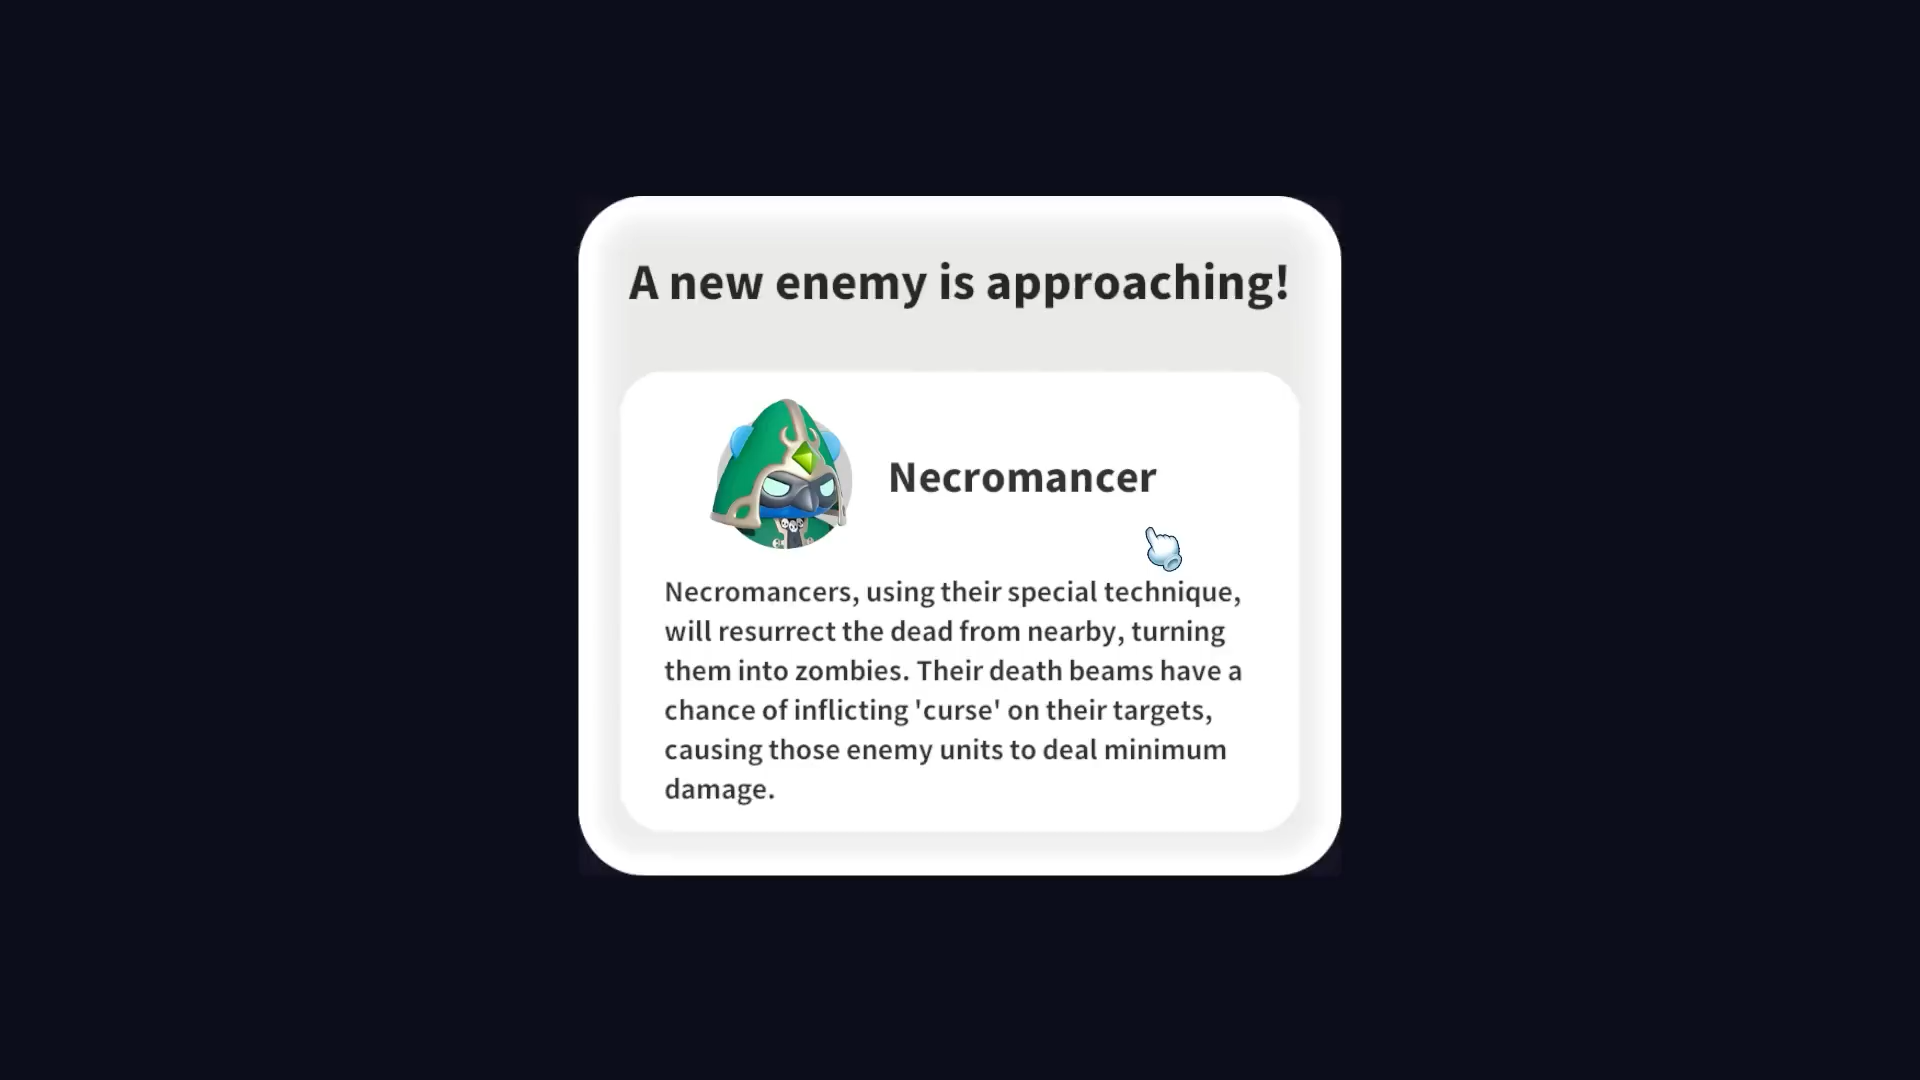 A new enemy is approaching!
Necromancer
Necromancers, using their special technique,
will resurrect the dead from nearby, turning
them into zombies. Their death beams have a
chance of inflicting 'curse' on their targets,
causing those enemy units to deal minimum
damage.